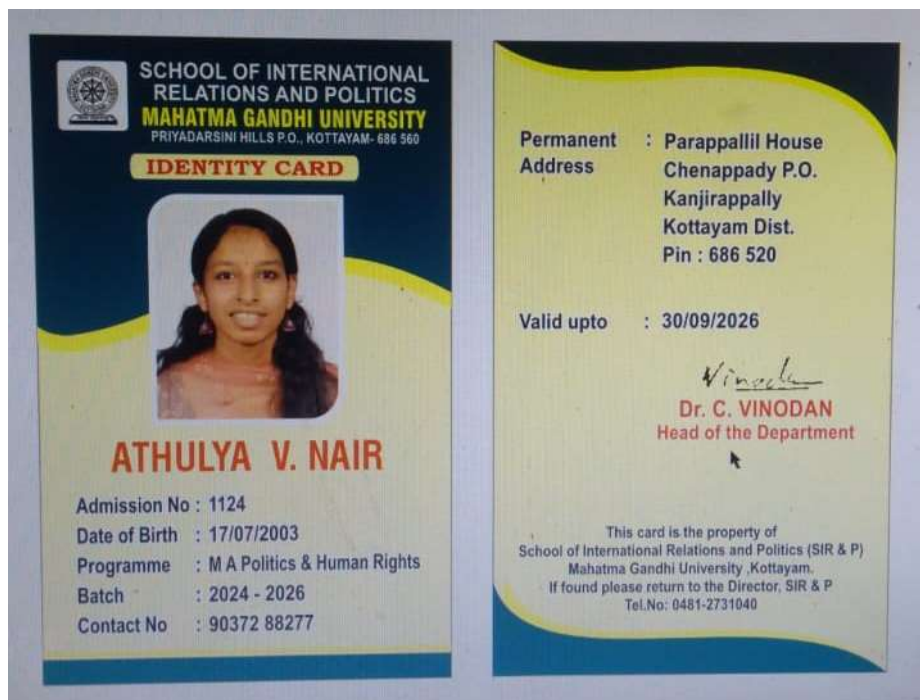 SCHOOL OF INTERNATIONAL
RELATIONS AND POLITICS
MAHATMA GANDHI UNIVERSITY
PRIYADARSINI HILLS P.O., KOTTAYAM- 686 560
IDENTITY CARD
ATHULYA V. NAIR
Admission No : 1124
Date of Birth : 17/07/2003
Programme : M A Politics & Human Rights
Batch : 2024 - 2026
Contact No : 90372 88277
Permanent Address : Parappallil House
Chenappady P.O.
Kanjirappally
Kottayam Dist.
Pin : 686 520
Valid upto : 30/09/2026
Dr. C. VINODAN
Head of the Department
This card is the property of
School of International Relations and Politics (SIR & P)
Mahatma Gandhi University ,Kottayam.
If found please return to the Director, SIR & P
Tel.No: 0481-2731040